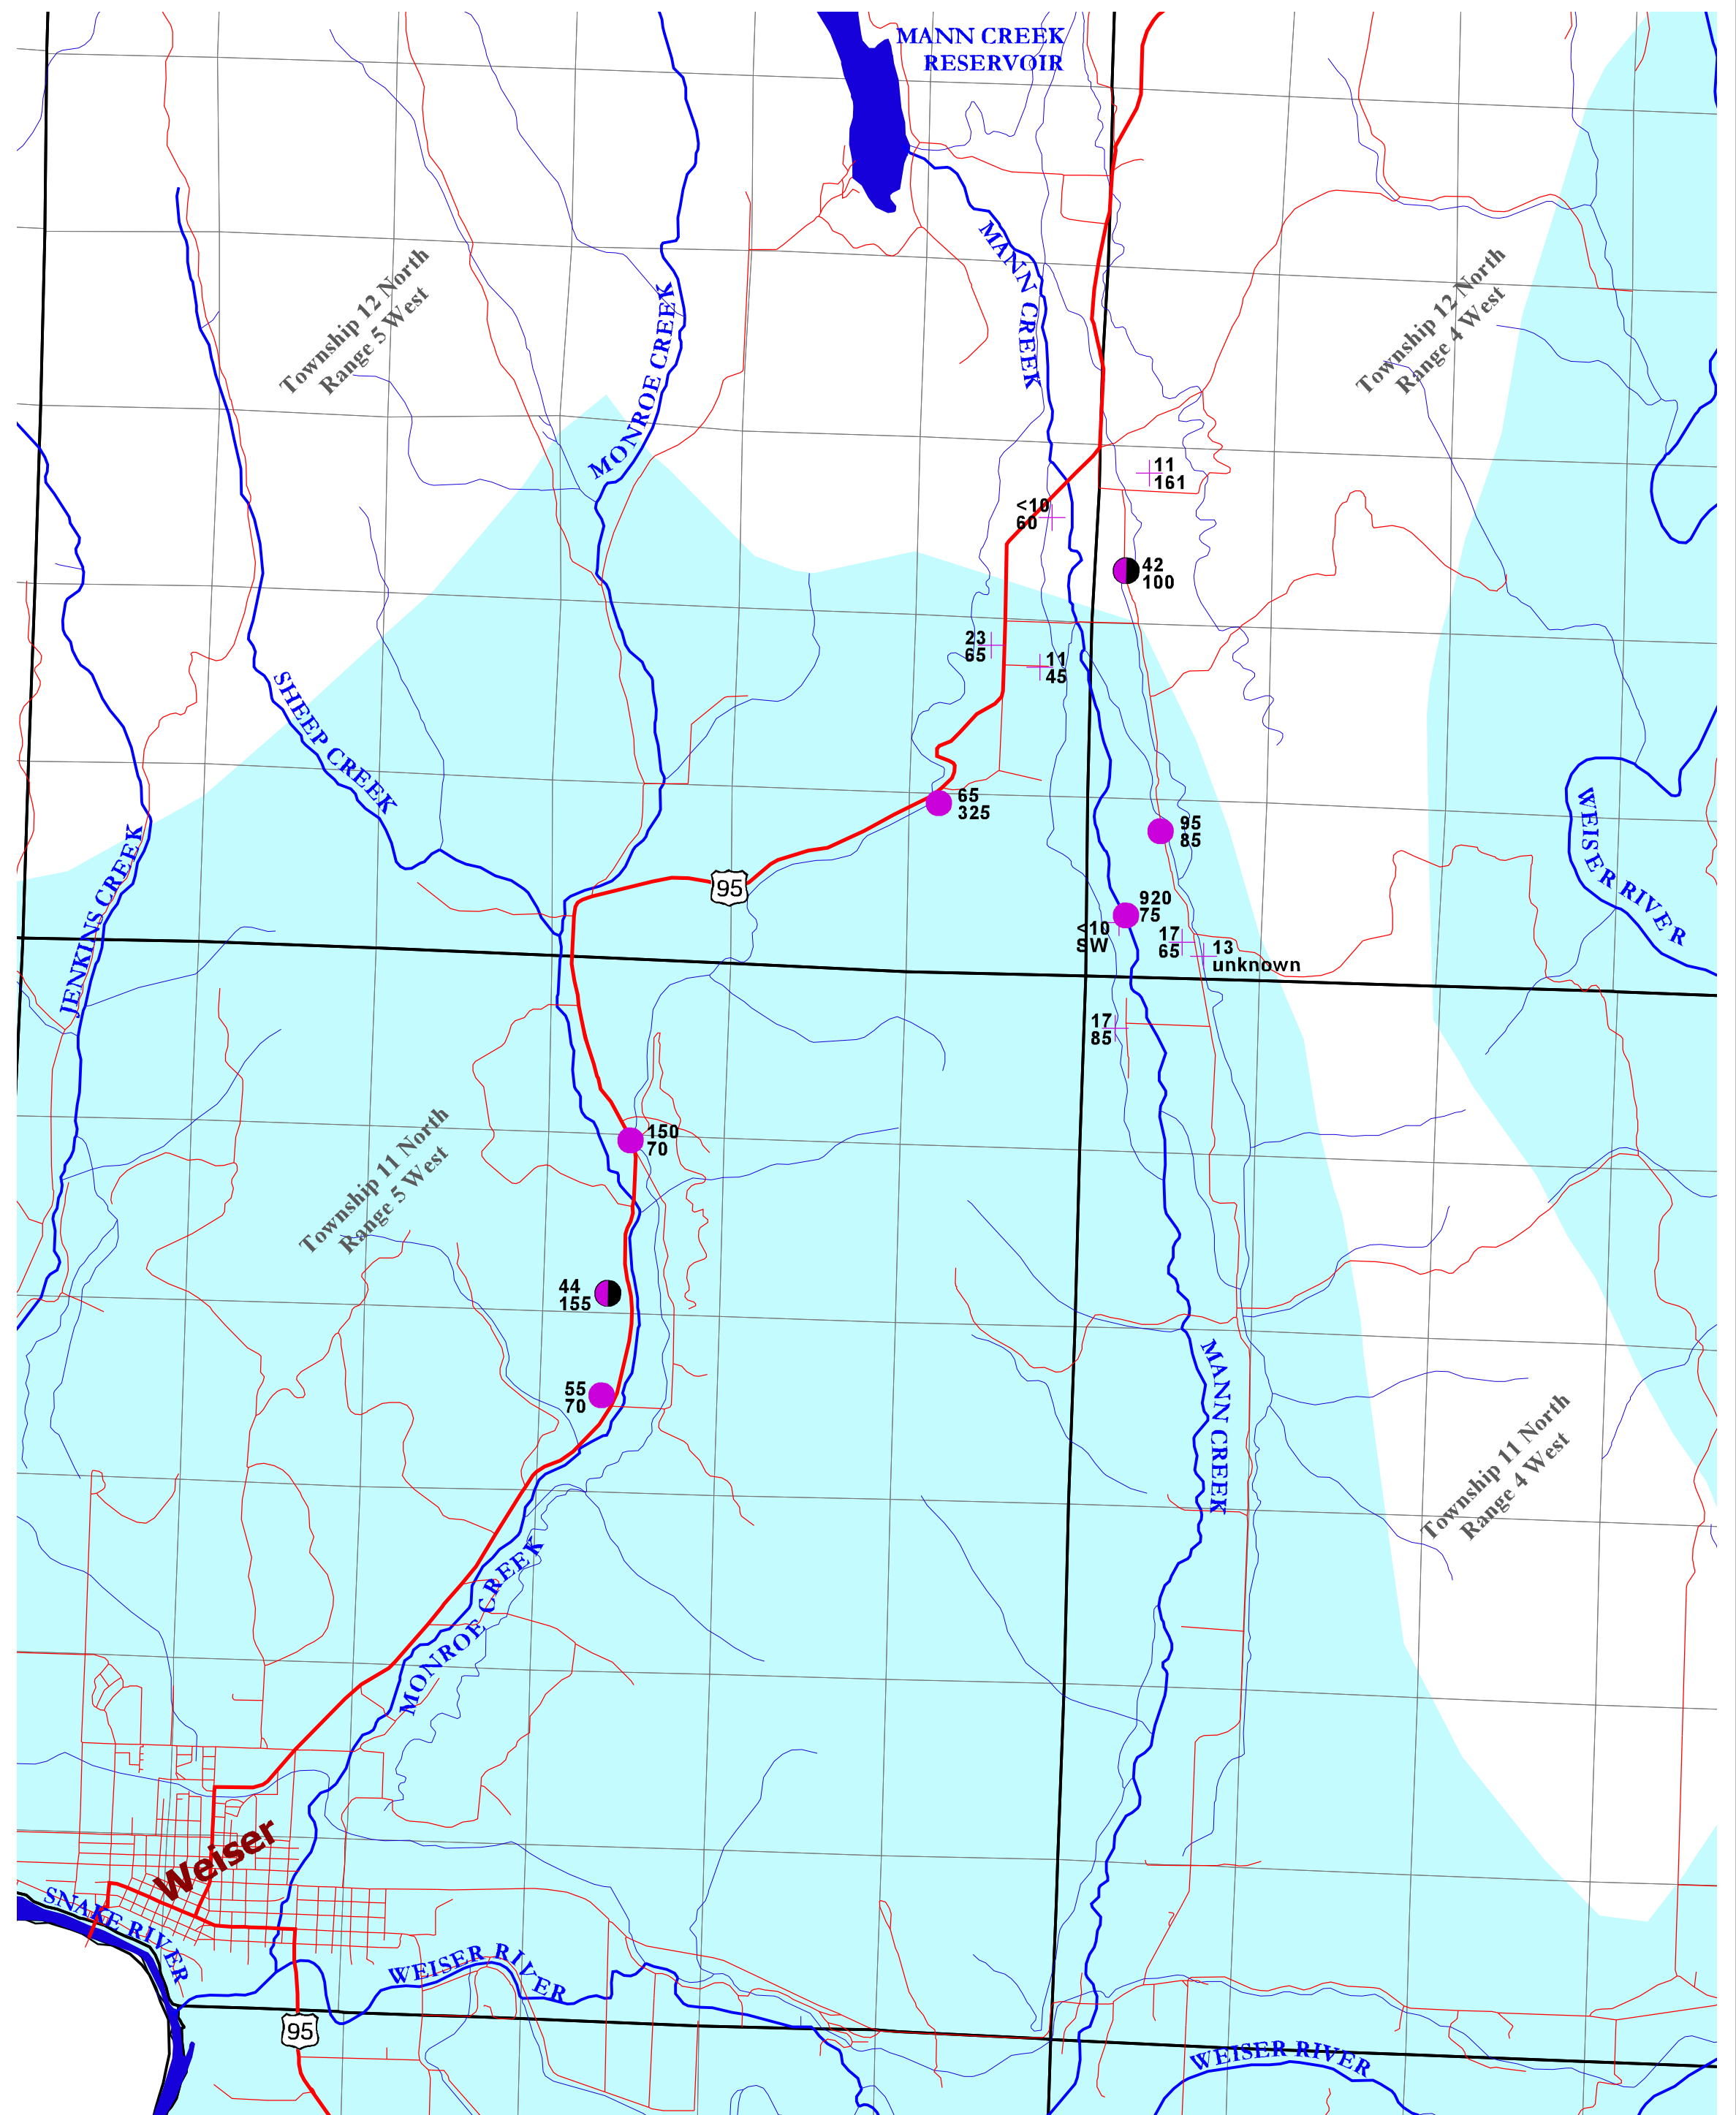 MANN CREEK
RESERVOIR
MANN CREEK
Township 12 North
Range 5 West
MONROE CREEK
Township 12 North
Range 4 West
11
161
<10
60
42
100
23
65
11
45
SHEEP CREEK
65
325
95
85
WEISER RIVER
JENKINS CREEK
95
920
75
<10
SW
17
65
13
unknown
17
85
150
70
Township 11 North
Range 5 West
44
155
55
70
MANN CREEK
Township 11 North
Range 4 West
MONROE CREEK
Weiser
SNAKE RIVER
WEISER RIVER
95
WEISER RIVER